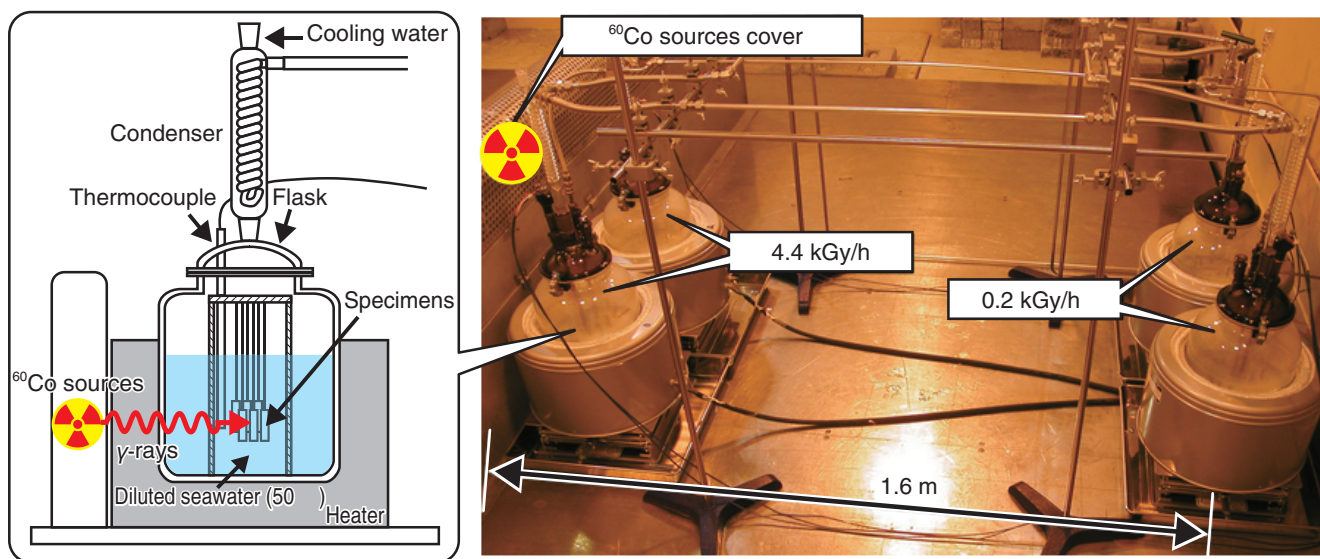 Cooling water
Condenser
Thermocouple
Flask
Specimens
⁶⁰Co sources
γ-rays
Diluted seawater (50 )
Heater
⁶⁰Co sources cover
4.4 kGy/h
0.2 kGy/h
1.6 m